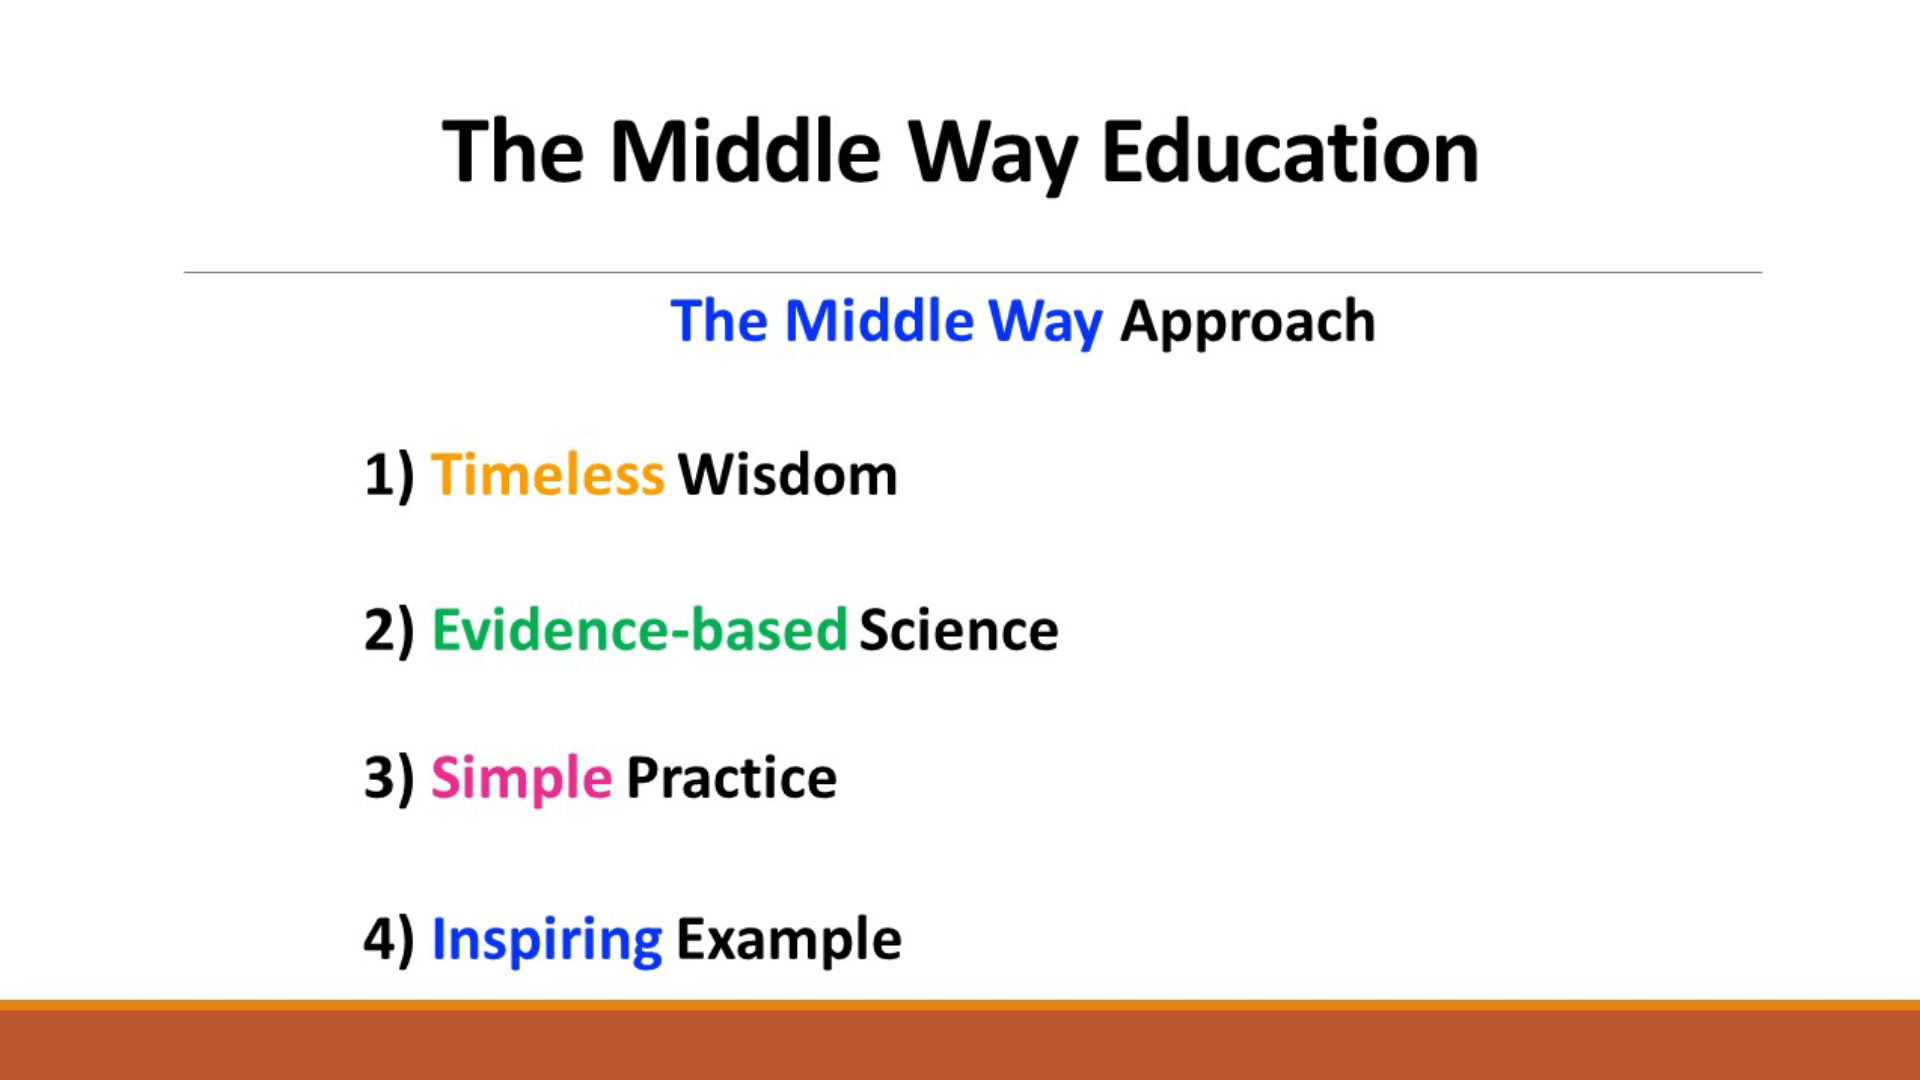 The Middle Way Education
The Middle Way Approach
1) Timeless Wisdom
2) Evidence-based Science
3) Simple Practice
4) Inspiring Example